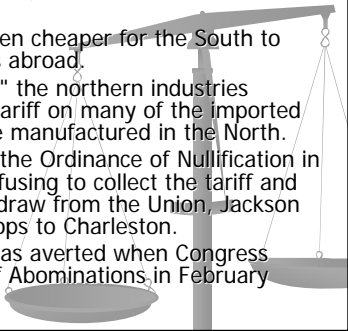 en cheaper for the South to
s abroad.
" the northern industries
ariff on many of the imported
e manufactured in the North.
the Ordinance of Nullification in
fusing to collect the tariff and
draw from the Union, Jackson
ops to Charleston.
as averted when Congress
f Abominations in February